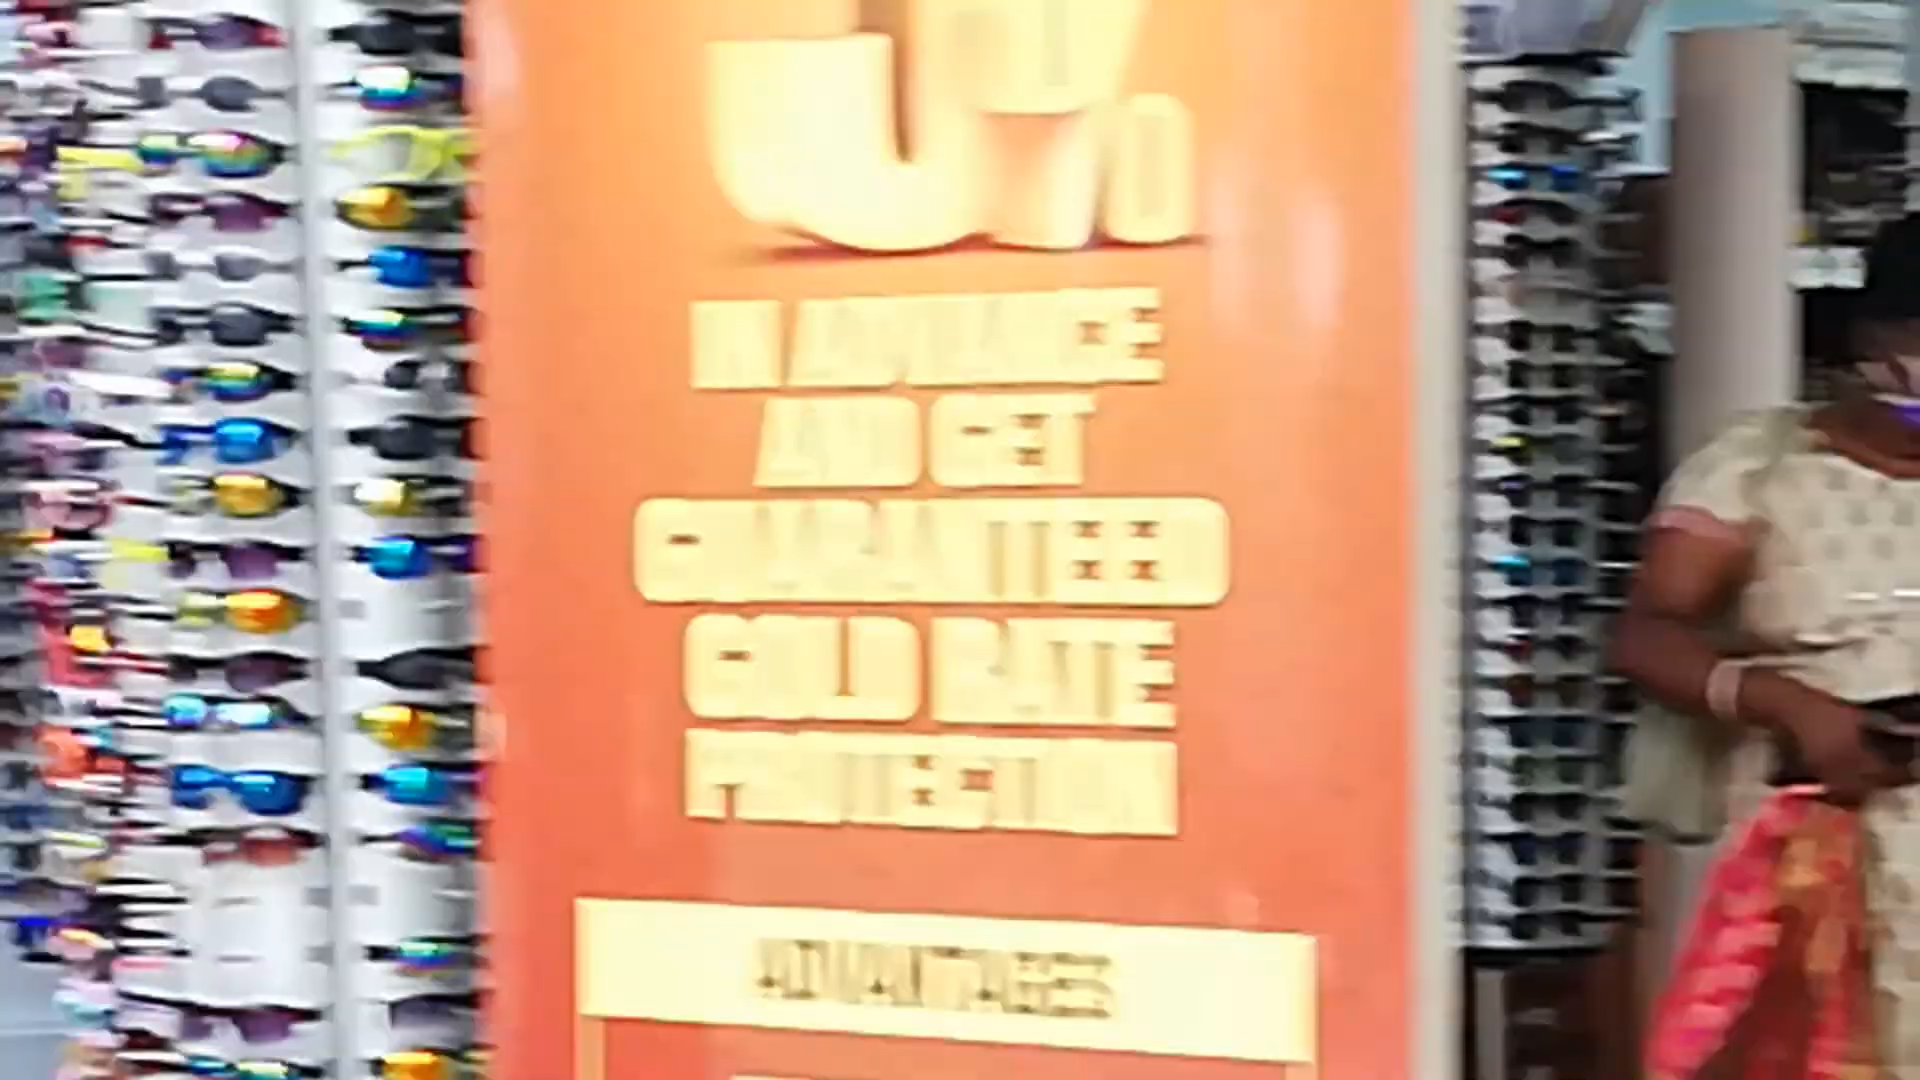 %
IN ADVANCE
AND GET
GUARANTEED
GOLD RATE
PROTECTION
ADVANTAGES